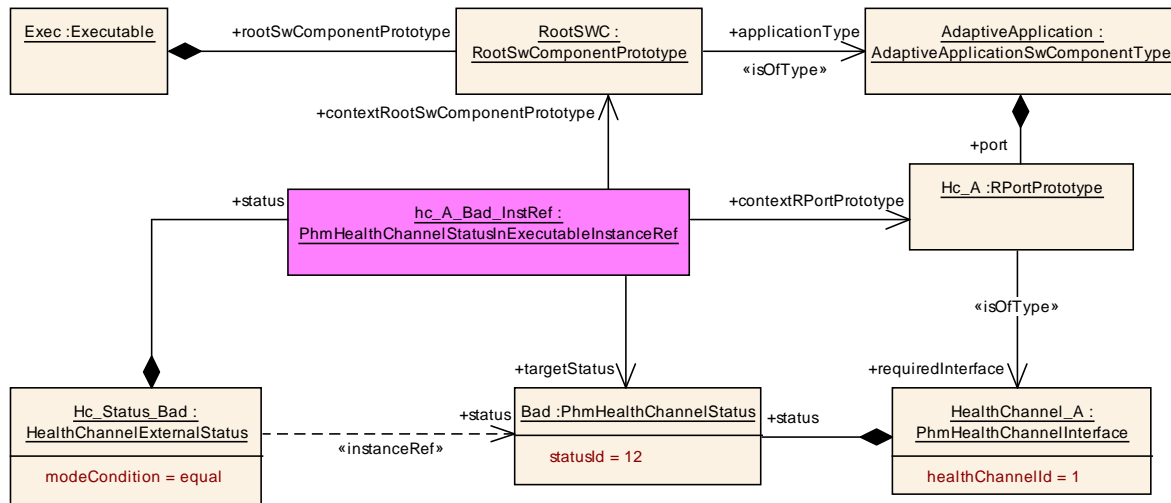 Exec :Executable
+rootSwComponentPrototype
RootSWC :
RootSwComponentPrototype
+applicationType
«isOfType»
AdaptiveApplication :
AdaptiveApplicationSwComponentType
+contextRootSwComponentPrototype
+port
Hc_A :RPortPrototype
+status
hc_A_Bad_InstRef :
PhmHealthChannelStatusInExecutableInstanceRef
+contextRPortPrototype
«isOfType»
+targetStatus
+requiredInterface
Hc_Status_Bad :
HealthChannelExternalStatus
modeCondition = equal
+status
«instanceRef»
Bad :PhmHealthChannelStatus
statusId = 12
+status
HealthChannel_A :
PhmHealthChannelInterface
healthChannelId = 1